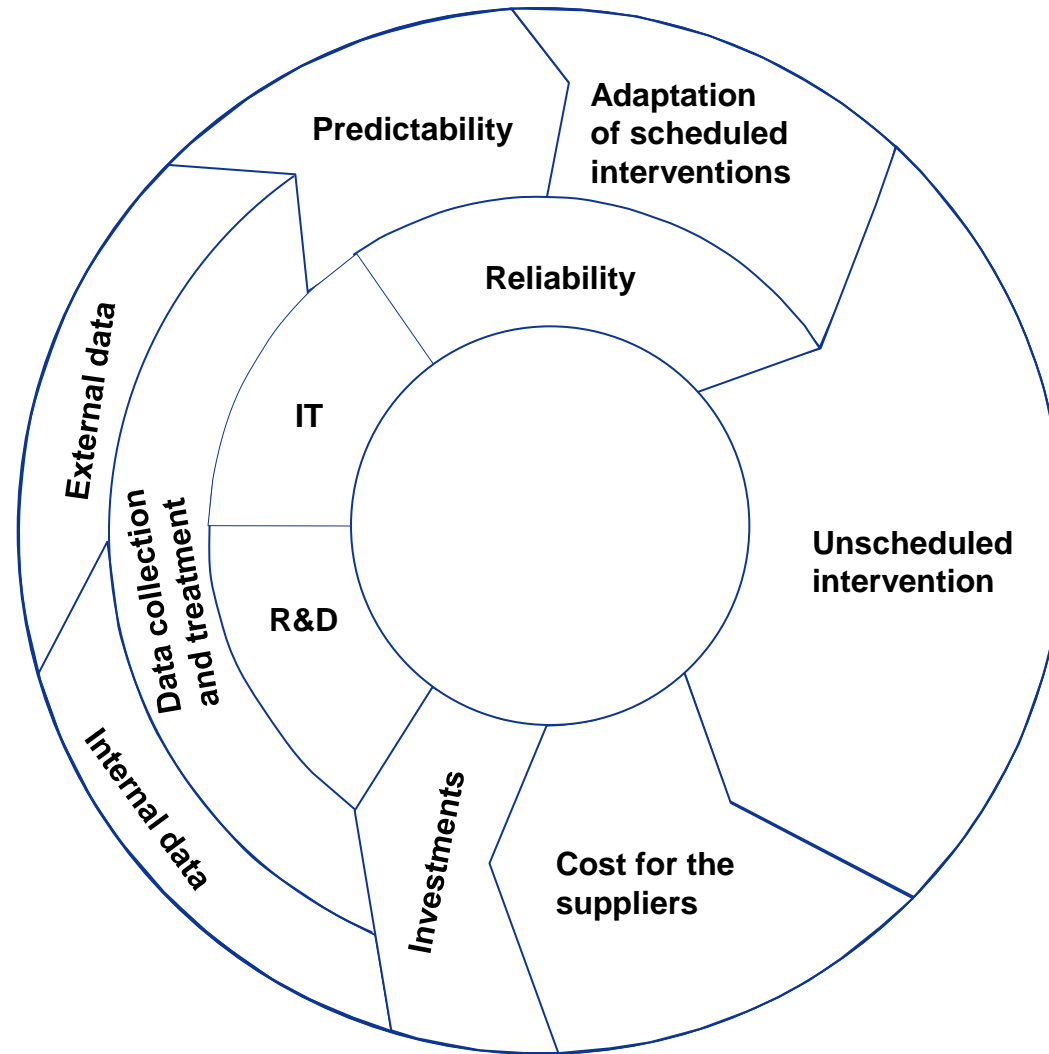 Predictability
Adaptation
of scheduled
interventions
Reliability
External data
IT
Data collection
and treatment
Unscheduled
intervention
R&D
Internal data
Investments
Cost for the
suppliers